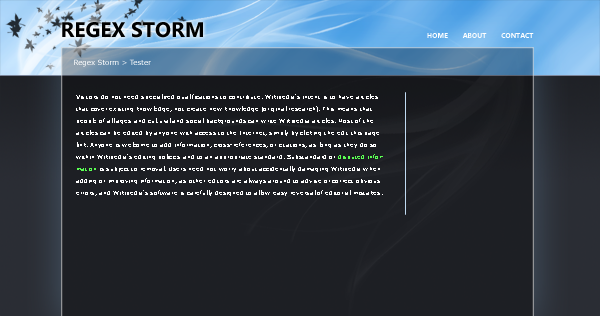 REGEX STORM
HOME ABOUT CONTACT
Regex Storm > Tester
Visitors do not need specialised qualifications to contribute. Wikipedia's intent is to have articles
that cover existing knowledge, not create new knowledge (original research). This means that
people of all ages and cultural and social backgrounds can write Wikipedia articles. Most of the
articles can be edited by anyone with access to the Internet, simply by clicking the edit this page
link. Anyone is welcome to add information, cross-references, or citations, as long as they do so
within Wikipedia's editing policies and to an appropriate standard. Substandard or disputed infor
mation is subject to removal. Users need not worry about accidentally damaging Wikipedia when
adding or improving information, as other editors are always around to advise or correct obvious
errors, and Wikipedia's software is carefully designed to allow easy reversal of editorial mistakes.